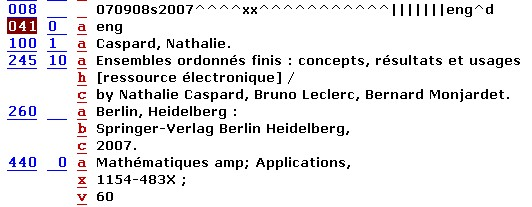 008 __ _ 070908s2007^^^^xx^^^^^^^^^^^|||||||eng^d
041 0 a eng
100 1 a Caspard, Nathalie.
245 10 a Ensembles ordonnés finis : concepts, résultats et usages
h [ressource électronique] /
c by Nathalie Caspard, Bruno Leclerc, Bernard Monjardet.
260 __ a Berlin, Heidelberg :
b Springer-Verlag Berlin Heidelberg,
c 2007.
440 _0 a Mathématiques amp; Applications,
x 1154-483X ;
v 60